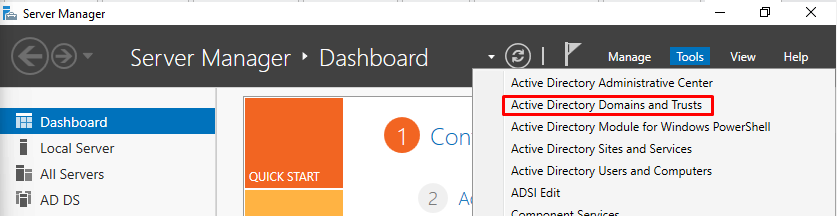 Server Manager
Server Manager
Dashboard
Manage
Tools
View
Help
Active Directory Administrative Center
Active Directory Domains and Trusts
Active Directory Module for Windows PowerShell
Active Directory Sites and Services
Active Directory Users and Computers
ADSI Edit
Component Services
Dashboard
Local Server
All Servers
AD DS
QUICK START
1
2